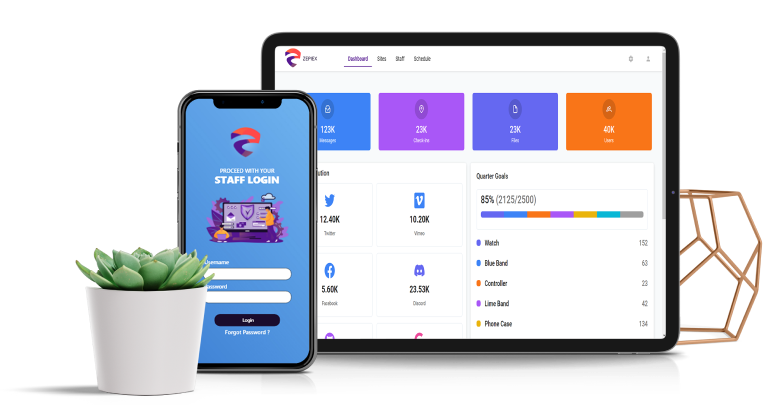 ZEPIEX
Dashboard Sites Staff Schedule
123K
Messages
23K
Check-ins
23K
Files
40K
Users
ution
12.40K
Twitter
10.20K
Vimeo
5.60K
Facebook
23.53K
Discord
Quarter Goals
85% (2125/2500)
Watch 152
Blue Band 63
Controller 23
Lime Band 42
Phone Case 134
PROCEED WITH YOUR
STAFF LOGIN
Username
assword
Login
Forgot Password ?